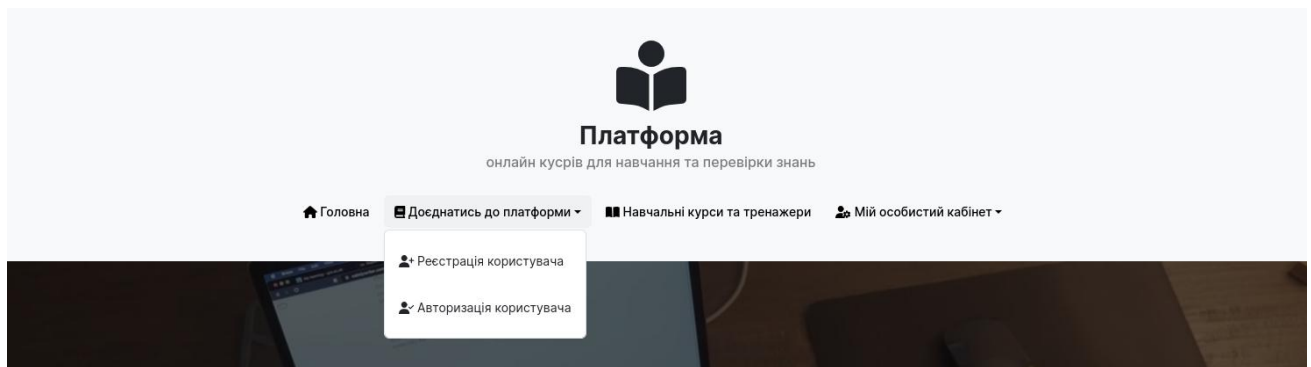 Платформа
онлайн кусрів для навчання та перевірки знань
Головна Доєднатись до платформи Навчальні курси та тренажери Мій особистий кабінет
Реєстрація користувача
Авторизація користувача